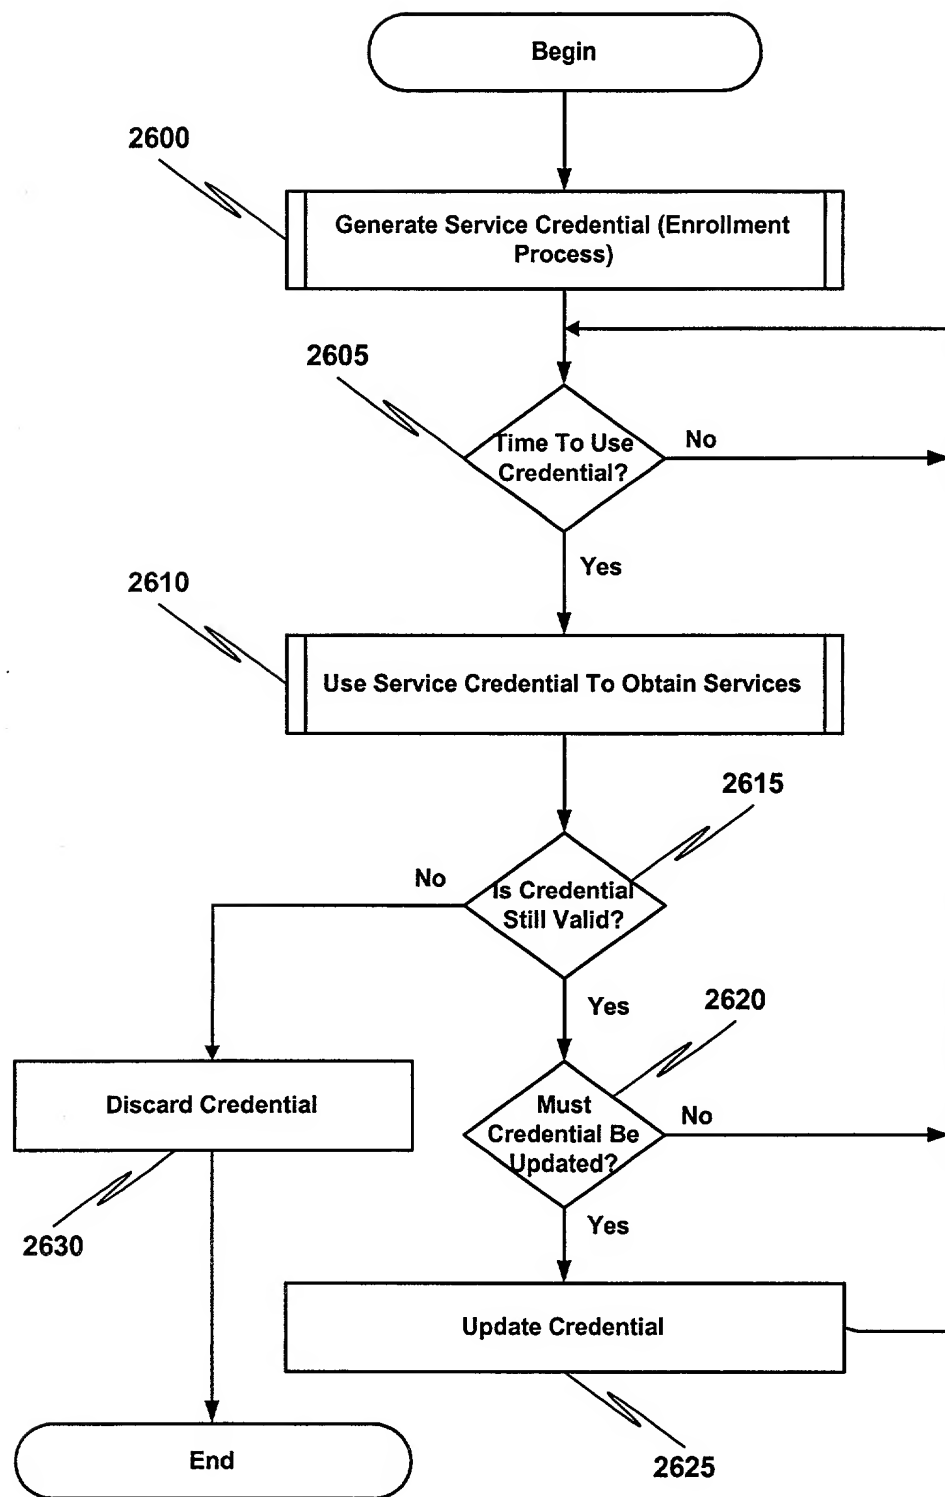 Begin
2600
Generate Service Credential (Enrollment
Process)
2605
Time To Use
Credential?
No
Yes
2610
Use Service Credential To Obtain Services
2615
No
Is Credential
Still Valid?
Yes
2620
Discard Credential
Must
Credential Be
Updated?
No
Yes
2630
Update Credential
End
2625